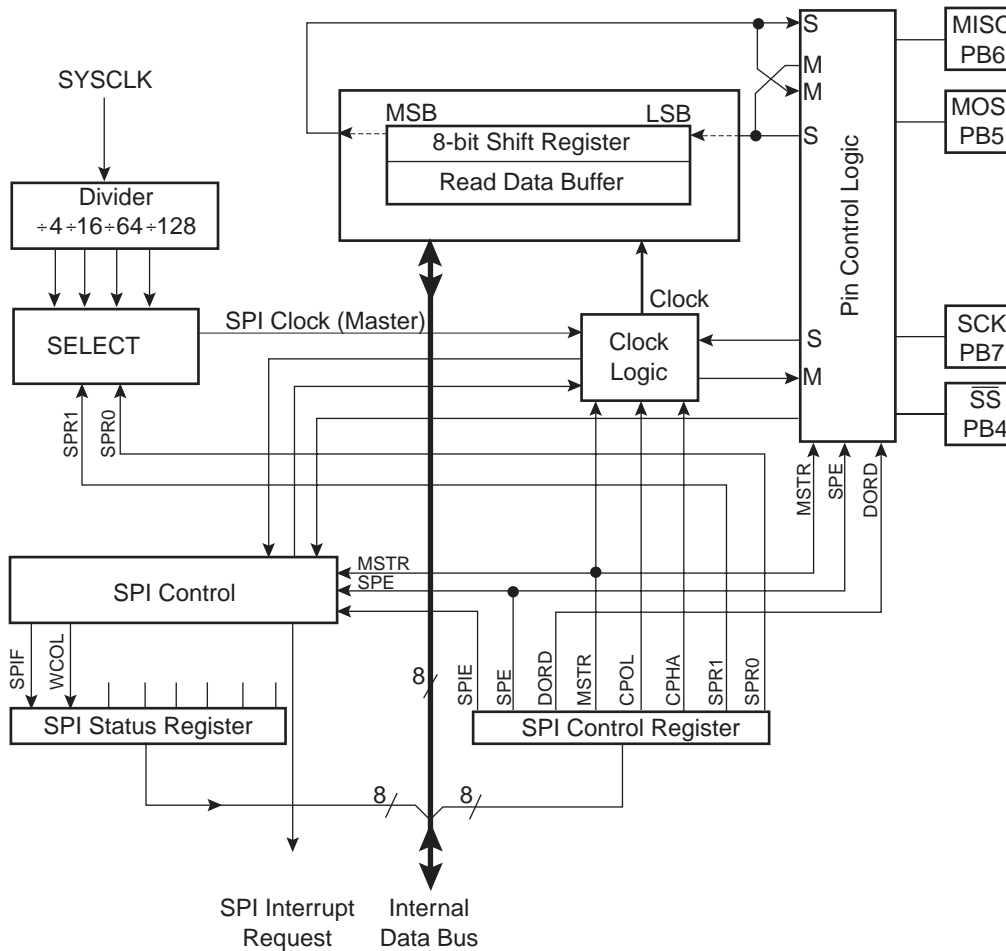 SYSCLK
Divider
÷4÷16÷64÷128
SELECT
SPR1
SPR0
MSB
LSB
8-bit Shift Register
Read Data Buffer
S
M
M
S
Pin Control Logic
MISO
PB6
MOS
PB5
SPI Clock (Master)
Clock
Clock
Logic
S
M
SCK
PB7
SS
PB4
MSTR
SPE
DORD
SPI Control
MSTR
SPE
SPIF
WCOL
SPI Status Register
8
SPIE
SPE
DORD
MSTR
CPOL
CPHA
SPR1
SPR0
SPI Control Register
8
8
SPI Interrupt
Request
Internal
Data Bus